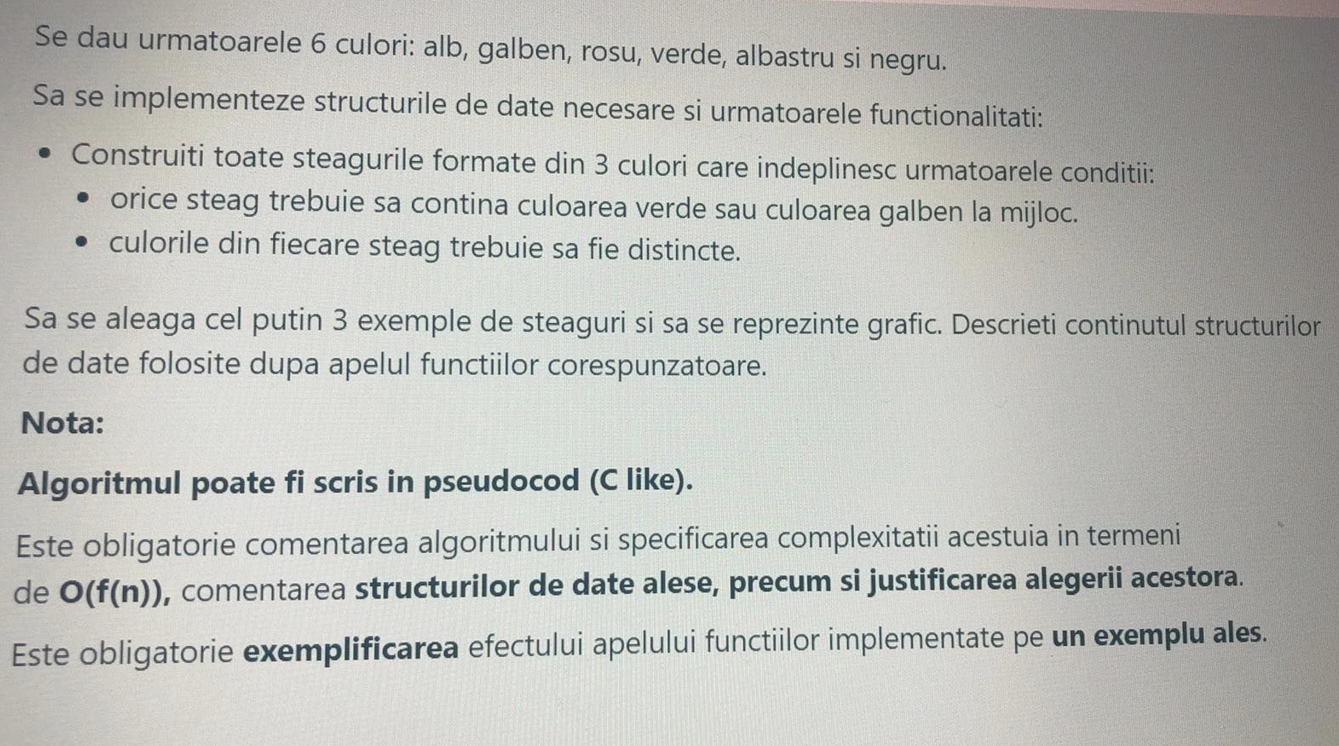 Se dau urmatoarele 6 culori: alb, galben, rosu, verde, albastru si negru.
Sa se implementeze structurile de date necesare si urmatoarele functionalitati:
• Construiti toate steagurile formate din 3 culori care indeplinesc urmatoarele conditii:
• orice steag trebuie sa contina culoarea verde sau culoarea galben la mijloc.
• culorile din fiecare steag trebuie sa fie distincte.
Sa se aleaga cel putin 3 exemple de steaguri si sa se reprezinte grafic. Descrieti continutul structurilor
de date folosite dupa apelul functiilor corespunzatoare.
Nota:
Algoritmul poate fi scris in pseudocod (C like).
Este obligatorie comentarea algoritmului si specificarea complexitatii acestuia in termeni
de O(f(n)), comentarea structurilor de date alese, precum si justificarea alegerii acestora.
Este obligatorie exemplificarea efectului apelului functiilor implementate pe un exemplu ales.